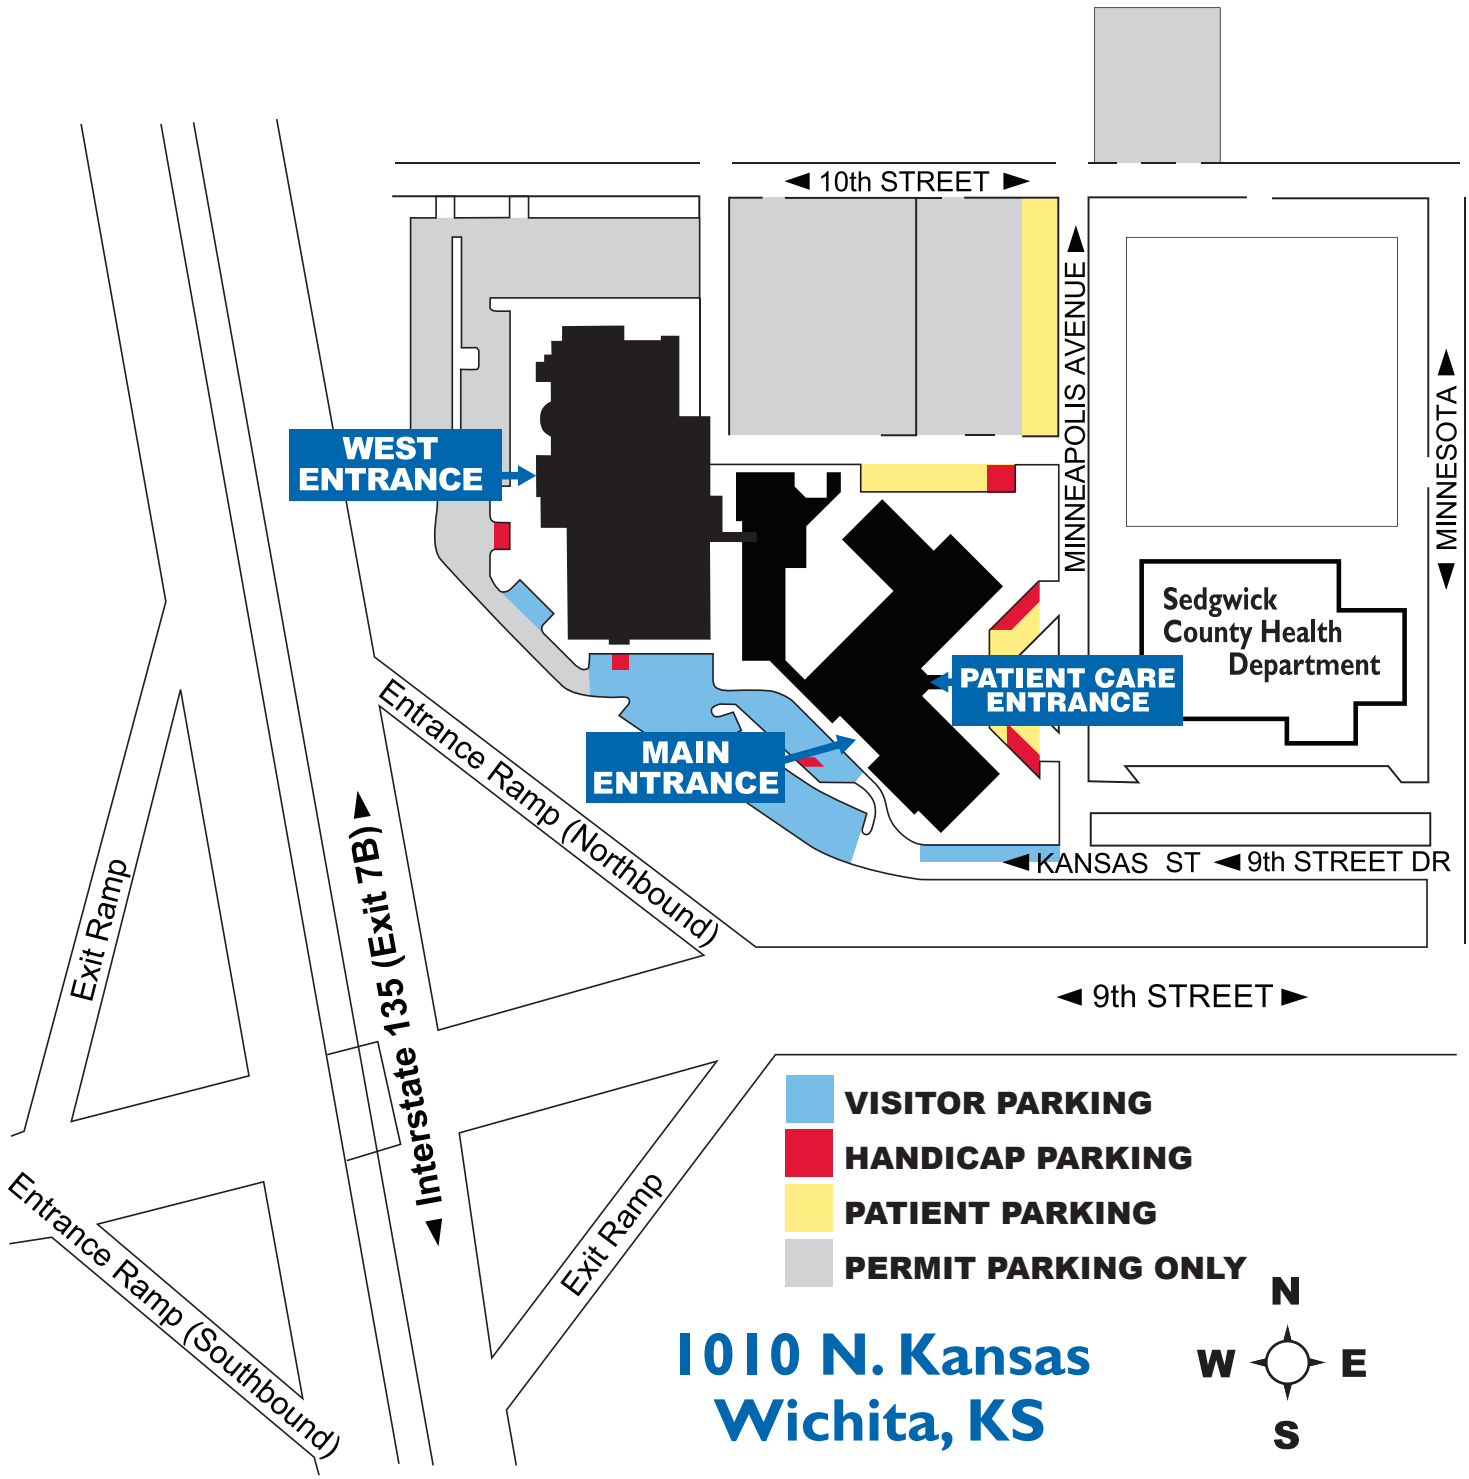 10th STREET
MINNEAPOLIS AVENUE
MINNESOTA
WEST
ENTRANCE
Sedgwick
County Health
Department
PATIENT CARE
ENTRANCE
MAIN
ENTRANCE
Entrance Ramp (Northbound)
KANSAS ST
9th STREET DR
Exit Ramp
Interstate 135 (Exit 7B)
9th STREET
VISITOR PARKING
HANDICAP PARKING
PATIENT PARKING
PERMIT PARKING ONLY
Exit Ramp
Entrance Ramp (Southbound)
1010 N. Kansas
Wichita, KS
N
W E
S